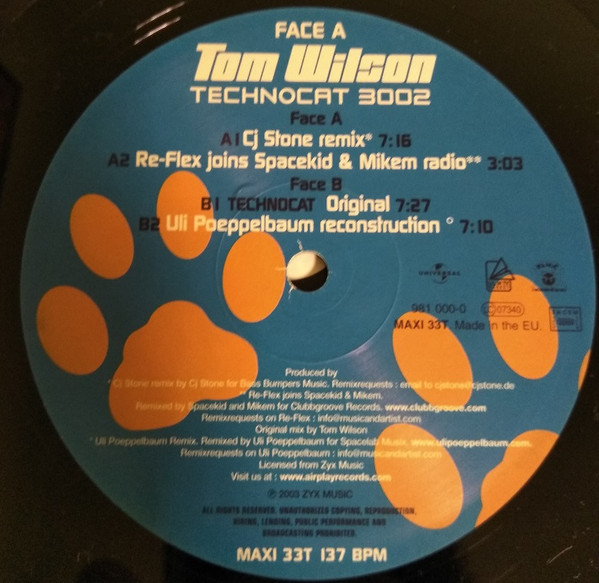 FACE A
Tom Wilson
TECHNOCAT 3002
Face A
A1 Cj Stone remix* 7:16
A2 Re-Flex joins Spacekid & Mikem radio** 3:03
Face B
B1 TECHNOCAT Original 7:27
B2 Uli Poeppelbaum reconstruction ° 7:10
UNIVERSAL
981 000-0
LC 07340
MAXI 33T Made in the EU.
Produced by
* Cj Stone remix by Cj Stone for Bass Bumpers Music. Remixrequests : email to cjstone@cjstone.de
** Re-Flex joins Spacekid & Mikem.
Remixed by Spacekid and Mikem for Clubbgroove Records. www.clubbgroove.com
Remixrequests on Re-Flex : info@musicandartist.com
Original mix by Tom Wilson
° Uli Poeppelbaum Remix. Remixed by Uli Poeppelbaum for Spacelab Musix. www.ulipoeppelbaum.com.
Remixrequests on Uli Poeppelbaum : info@musicandartist.com
Licensed from Zyx Music
Visit us at : www.airplayrecords.com
℗ 2003 ZYX MUSIC
ALL RIGHTS RESERVED. UNAUTHORIZED COPYING, REPRODUCTION,
HIRING, LENDING, PUBLIC PERFORMANCE AND
BROADCASTING PROHIBITED.
MAXI 33T 137 BPM